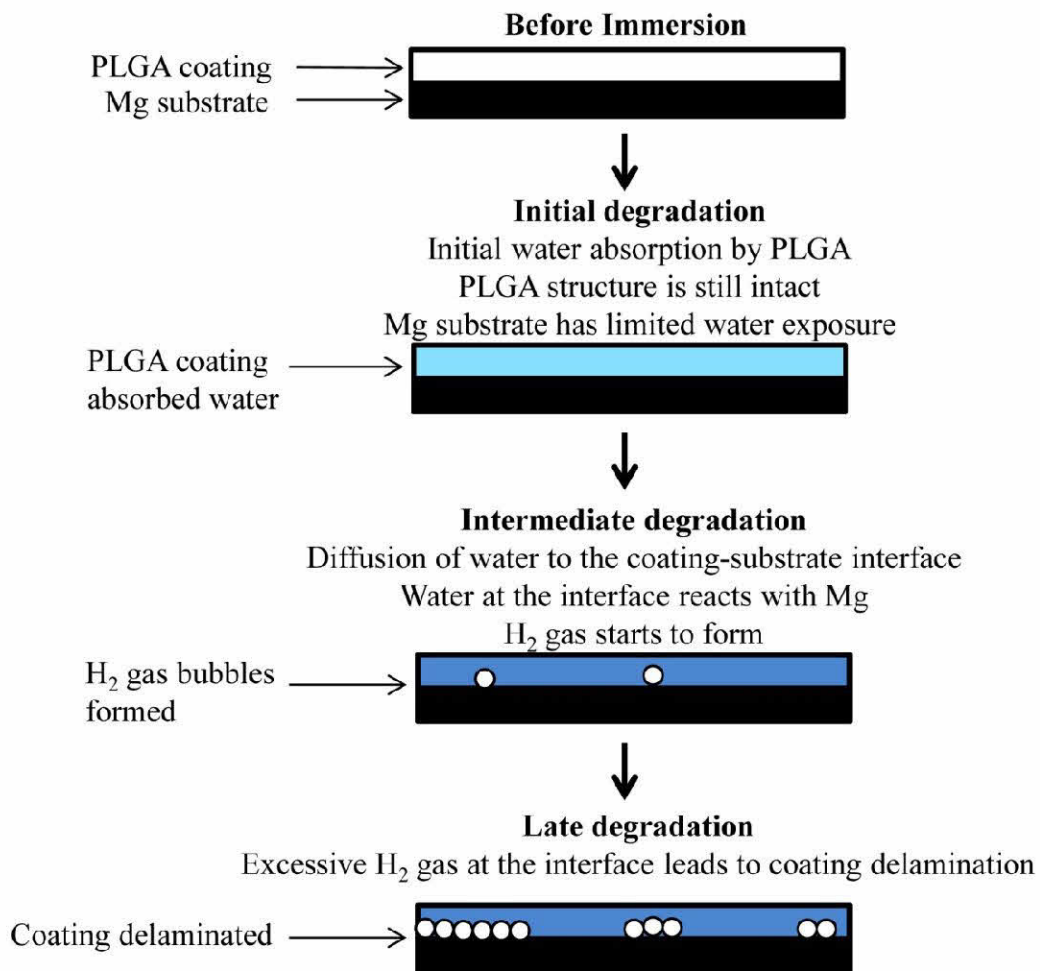 Before Immersion
PLGA coating
Mg substrate
Initial degradation
Initial water absorption by PLGA
PLGA structure is still intact
Mg substrate has limited water exposure
PLGA coating
absorbed water
Intermediate degradation
Diffusion of water to the coating-substrate interface
Water at the interface reacts with Mg
H₂ gas starts to form
H₂ gas bubbles
formed
Late degradation
Excessive H₂ gas at the interface leads to coating delamination
Coating delaminated